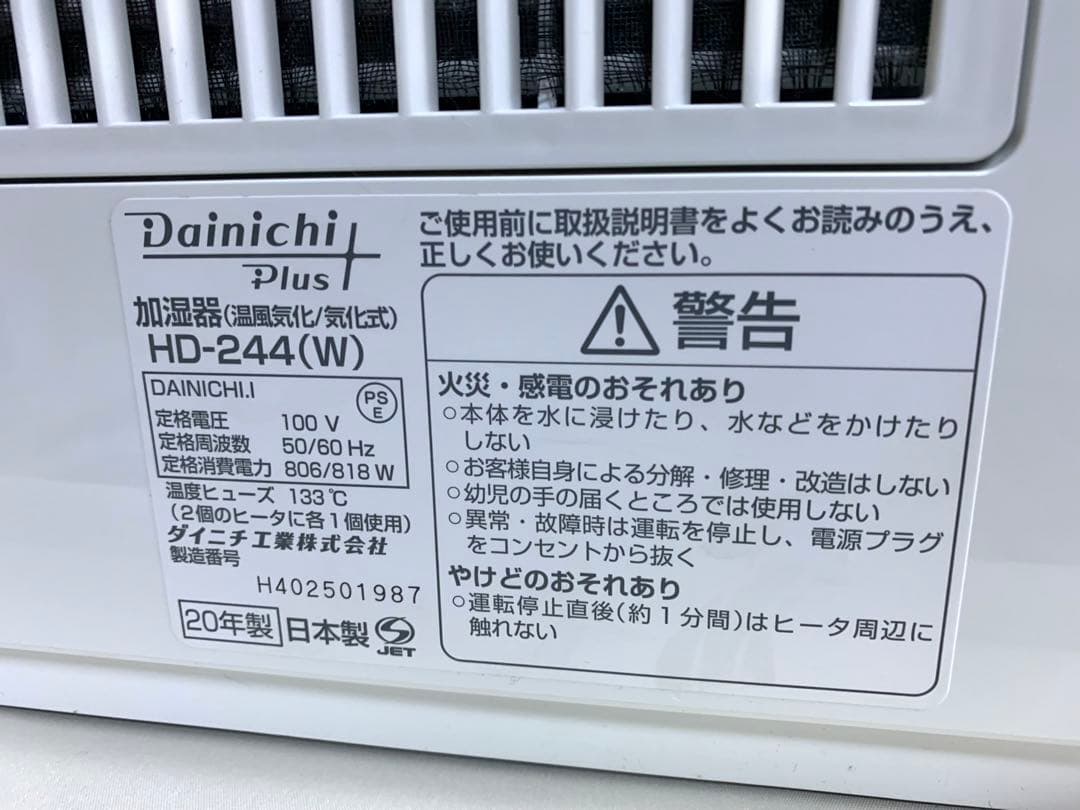 Dainichi
Plus
加湿器(温風気化/気化式)
HD-244(W)
DAINICHI.I
PS
E
定格電圧 100 V
定格周波数 50/60 Hz
定格消費電力 806/818 W
温度ヒューズ 133℃
(2個のヒータに各1個使用)
ダイニチ工業株式会社
製造番号
H402501987
20年製 日本製 JET
ご使用前に取扱説明書をよくお読みのうえ、
正しくお使いください。
警告
火災・感電のおそれあり
○本体を水に浸けたり、水などをかけたり
しない
○お客様自身による分解・修理・改造はしない
○幼児の手の届くところでは使用しない
○異常・故障時は運転を停止し、電源プラグ
をコンセントから抜く
やけどのおそれあり
○運転停止直後(約1分間)はヒータ周辺に
触れない